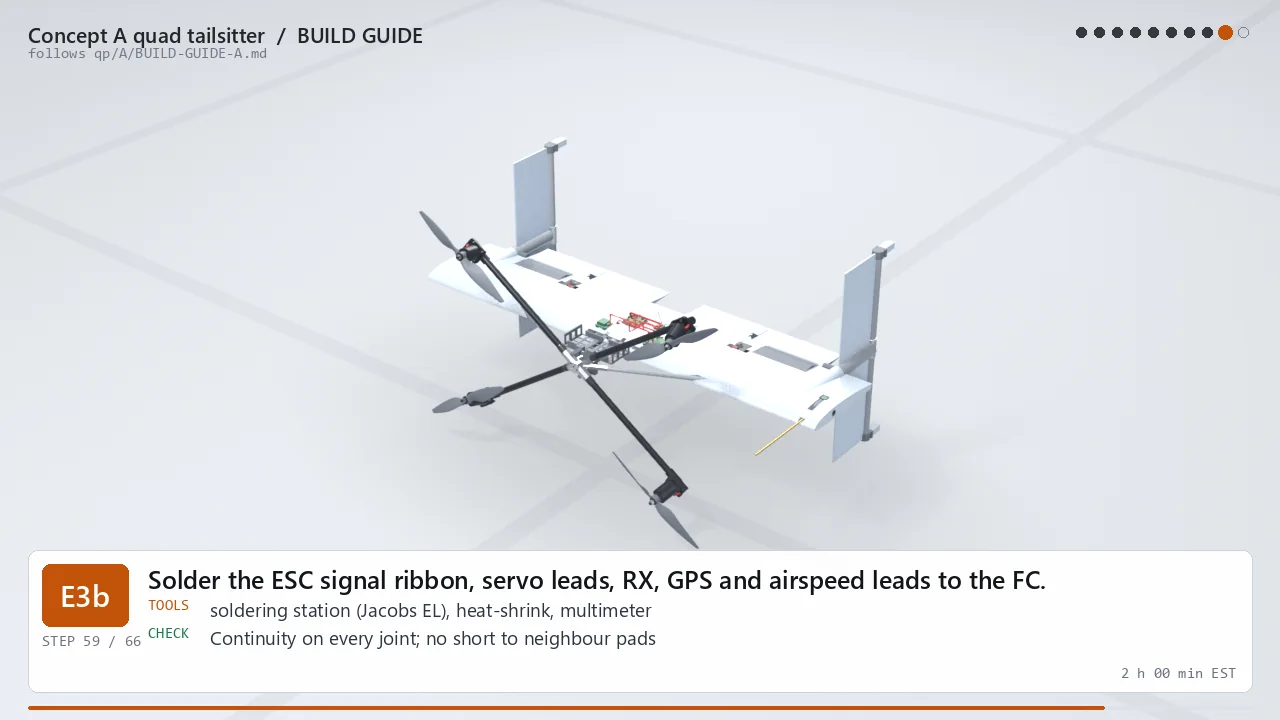 Concept A quad tailsitter / BUILD GUIDE
follows qp/A/BUILD-GUIDE-A.md
E3b
STEP 59 / 66
Solder the ESC signal ribbon, servo leads, RX, GPS and airspeed leads to the FC.
TOOLS soldering station (Jacobs EL), heat-shrink, multimeter
CHECK Continuity on every joint; no short to neighbour pads
2 h 00 min EST